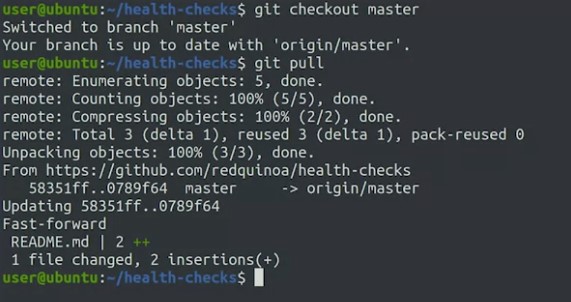 user@ubuntu:~/health-checks$ git checkout master
Switched to branch 'master'
Your branch is up to date with 'origin/master'.
user@ubuntu:~/health-checks$ git pull
remote: Enumerating objects: 5, done.
remote: Counting objects: 100% (5/5), done.
remote: Compressing objects: 100% (2/2), done.
remote: Total 3 (delta 1), reused 3 (delta 1), pack-reused 0
Unpacking objects: 100% (3/3), done.
From https://github.com/redquinoa/health-checks
   58351ff..0789f64  master     -> origin/master
Updating 58351ff..0789f64
Fast-forward
 README.md | 2 ++
 1 file changed, 2 insertions(+)
user@ubuntu:~/health-checks$